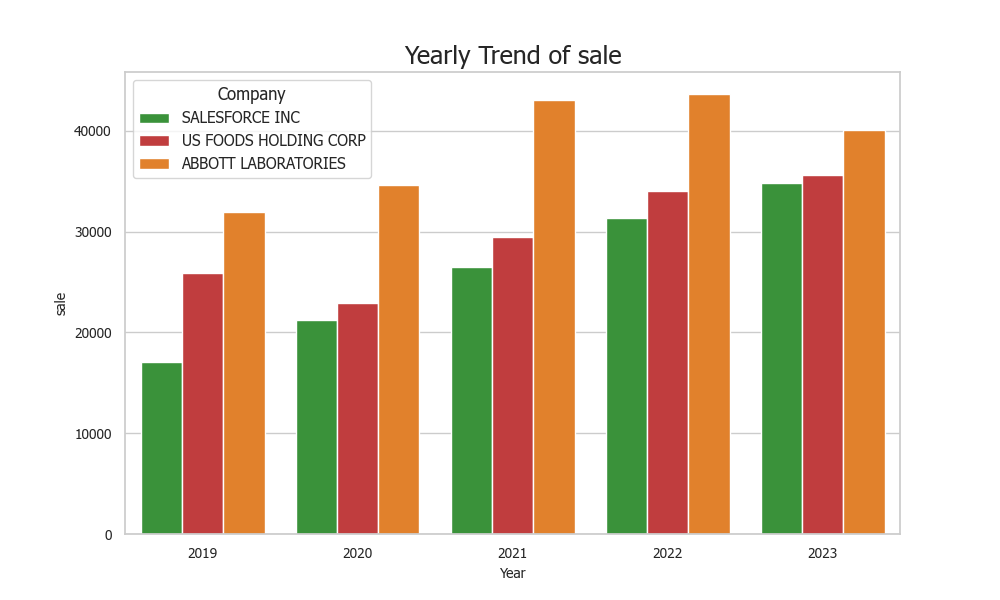 Yearly Trend of sale
Company
SALESFORCE INC
US FOODS HOLDING CORP
ABBOTT LABORATORIES
40000
30000
20000
10000
0
sale
2019 2020 2021 2022 2023
Year